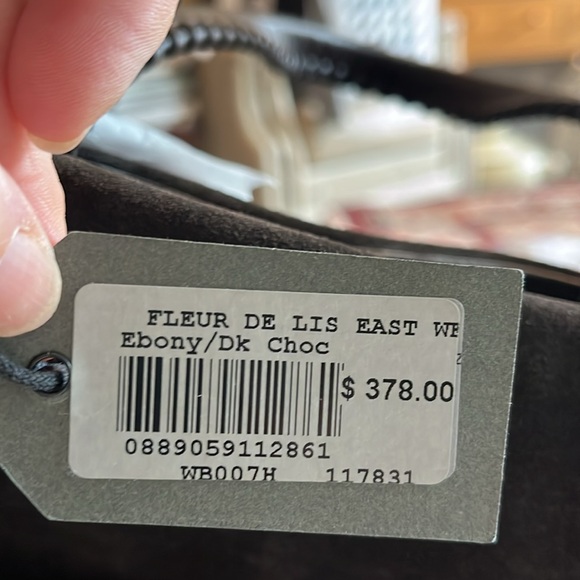 FLEUR DE LIS EAST WE
Ebony/Dk Choc
$ 378.00
0889059112861
WB007H 117831